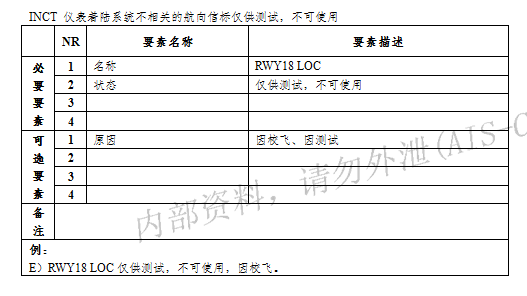 INCT 仪表着陆系统不相关的航向信标仅供测试，不可使用
NR 要素名称 要素描述
必要要素
1 名称 RWY18 LOC
2 状态 仅供测试，不可使用
3
4
可选要素
1 原因 因校飞、因测试
2
3
4
备注
例：
E）RWY18 LOC 仅供测试，不可使用，因校飞。
内部资料，请勿外泄(AIS-C